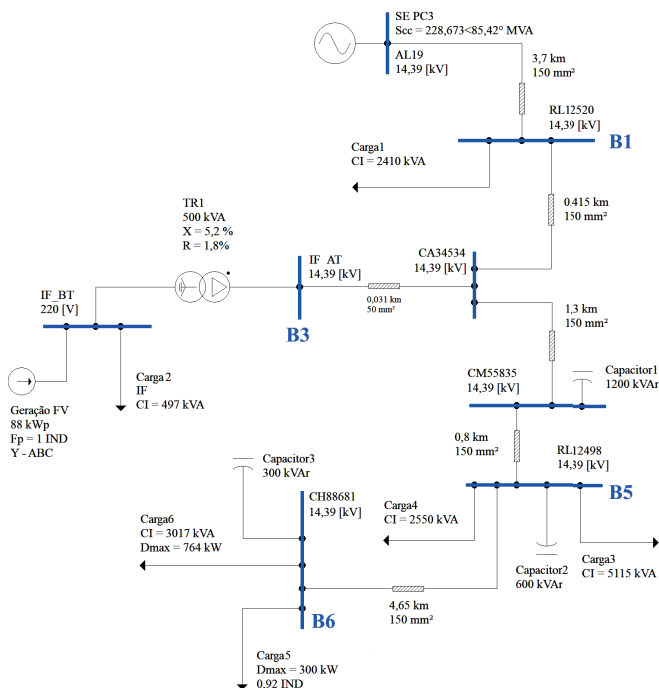 SE PC3
Scc = 228,673<85,42° MVA
AL19
14,39 [kV]
3,7 km
150 mm²
RL12520
14,39 [kV]
B1
Carga1
CI = 2410 kVA
TR1
500 kVA
X = 5,2 %
R = 1,8%
0,415 km
150 mm²
IF_AT
14,39 [kV]
CA34534
14,39 [kV]
0,031 km
50 mm²
B3
IF_BT
220 [V]
1,3 km
150 mm²
Carga 2
IF
CI = 497 kVA
Geração FV
88 kWp
Fp = 1 IND
Y - ABC
CM55835
14,39 [kV]
Capacitor1
1200 kVAr
0,8 km
150 mm²
RL12498
14,39 [kV]
B5
Capacitor3
300 kVAr
CH88681
14,39 [kV]
Carga4
CI = 2550 kVA
Carga6
CI = 3017 kVA
Dmax = 764 kW
Capacitor2
600 kVAr
Carga3
CI = 5115 kVA
4,65 km
150 mm²
B6
Carga5
Dmax = 300 kW
0.92 IND